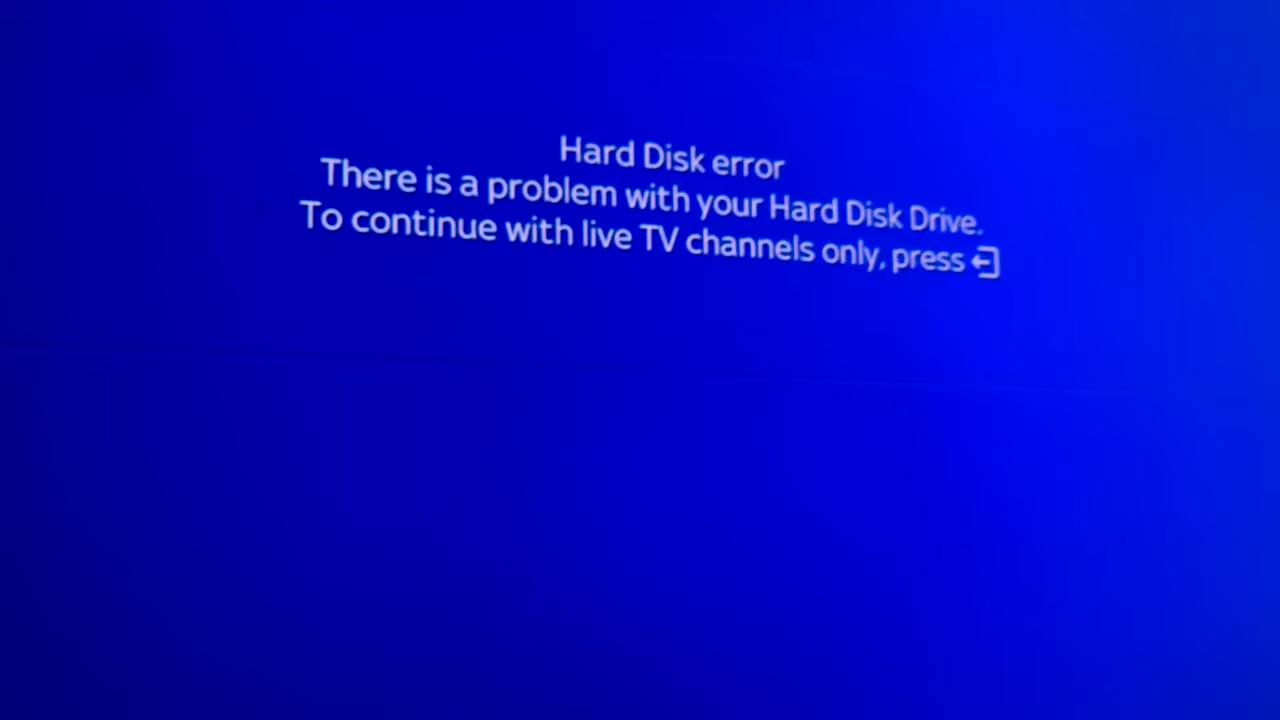 Hard Disk error
There is a problem with your Hard Disk Drive.
To continue with live TV channels only, press